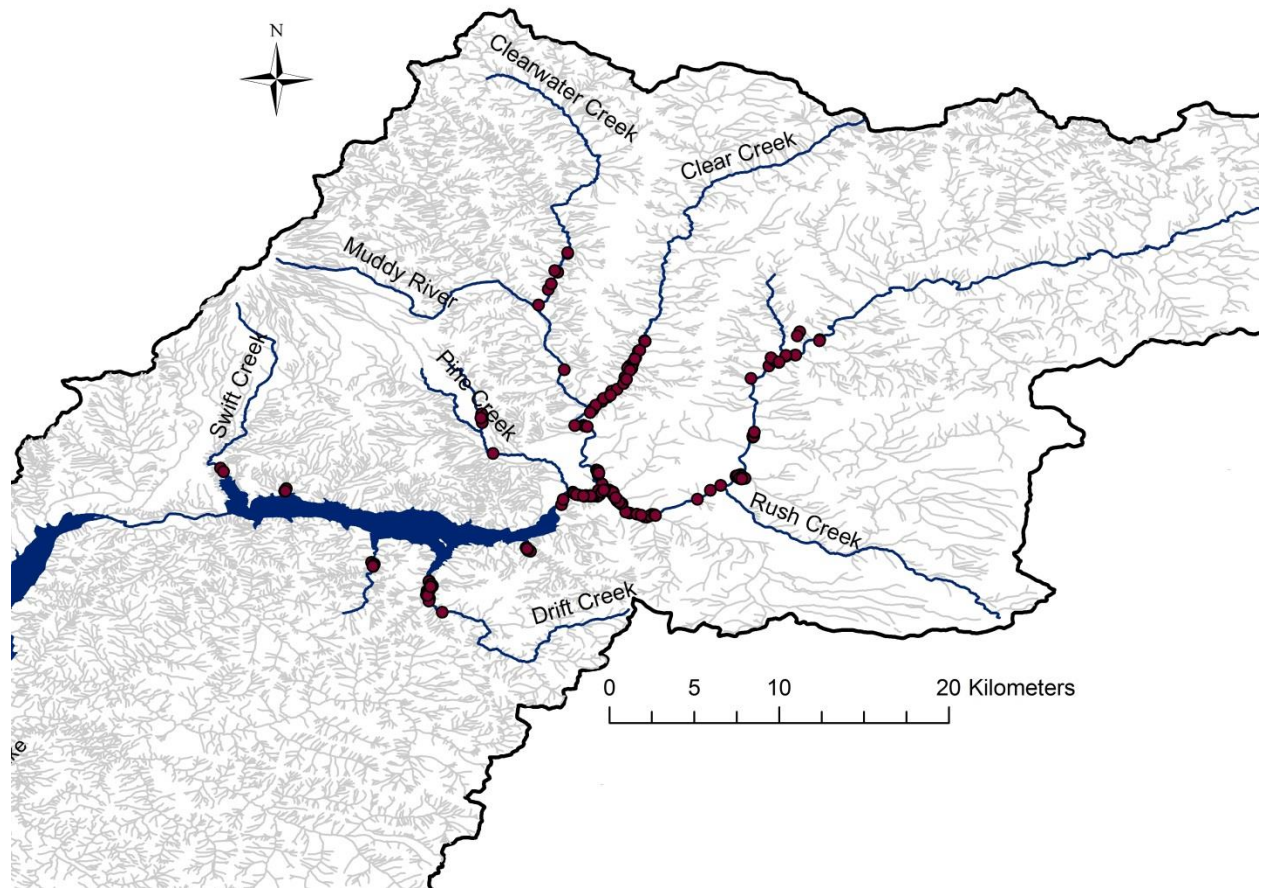 N
Clearwater Creek
Clear Creek
Muddy River
Swift Creek
Pine Creek
Rush Creek
Drift Creek
0 5 10 20 Kilometers
ke